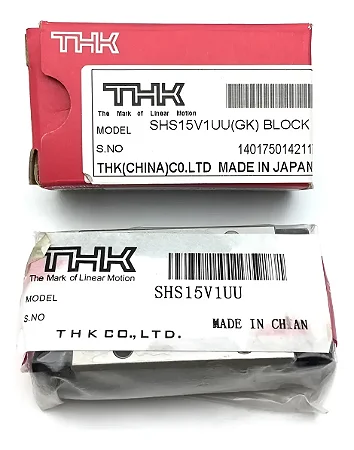 THK
THK
The Mark of Linear Motion
MODEL SHS15V1UU(GK) BLOCK
S.NO 140175014211
THK(CHINA)CO.LTD MADE IN JAPAN
THK
The Mark of Linear Motion
MODEL SHS15V1UU
S.NO
MADE IN CHIAN
THK CO., LTD.